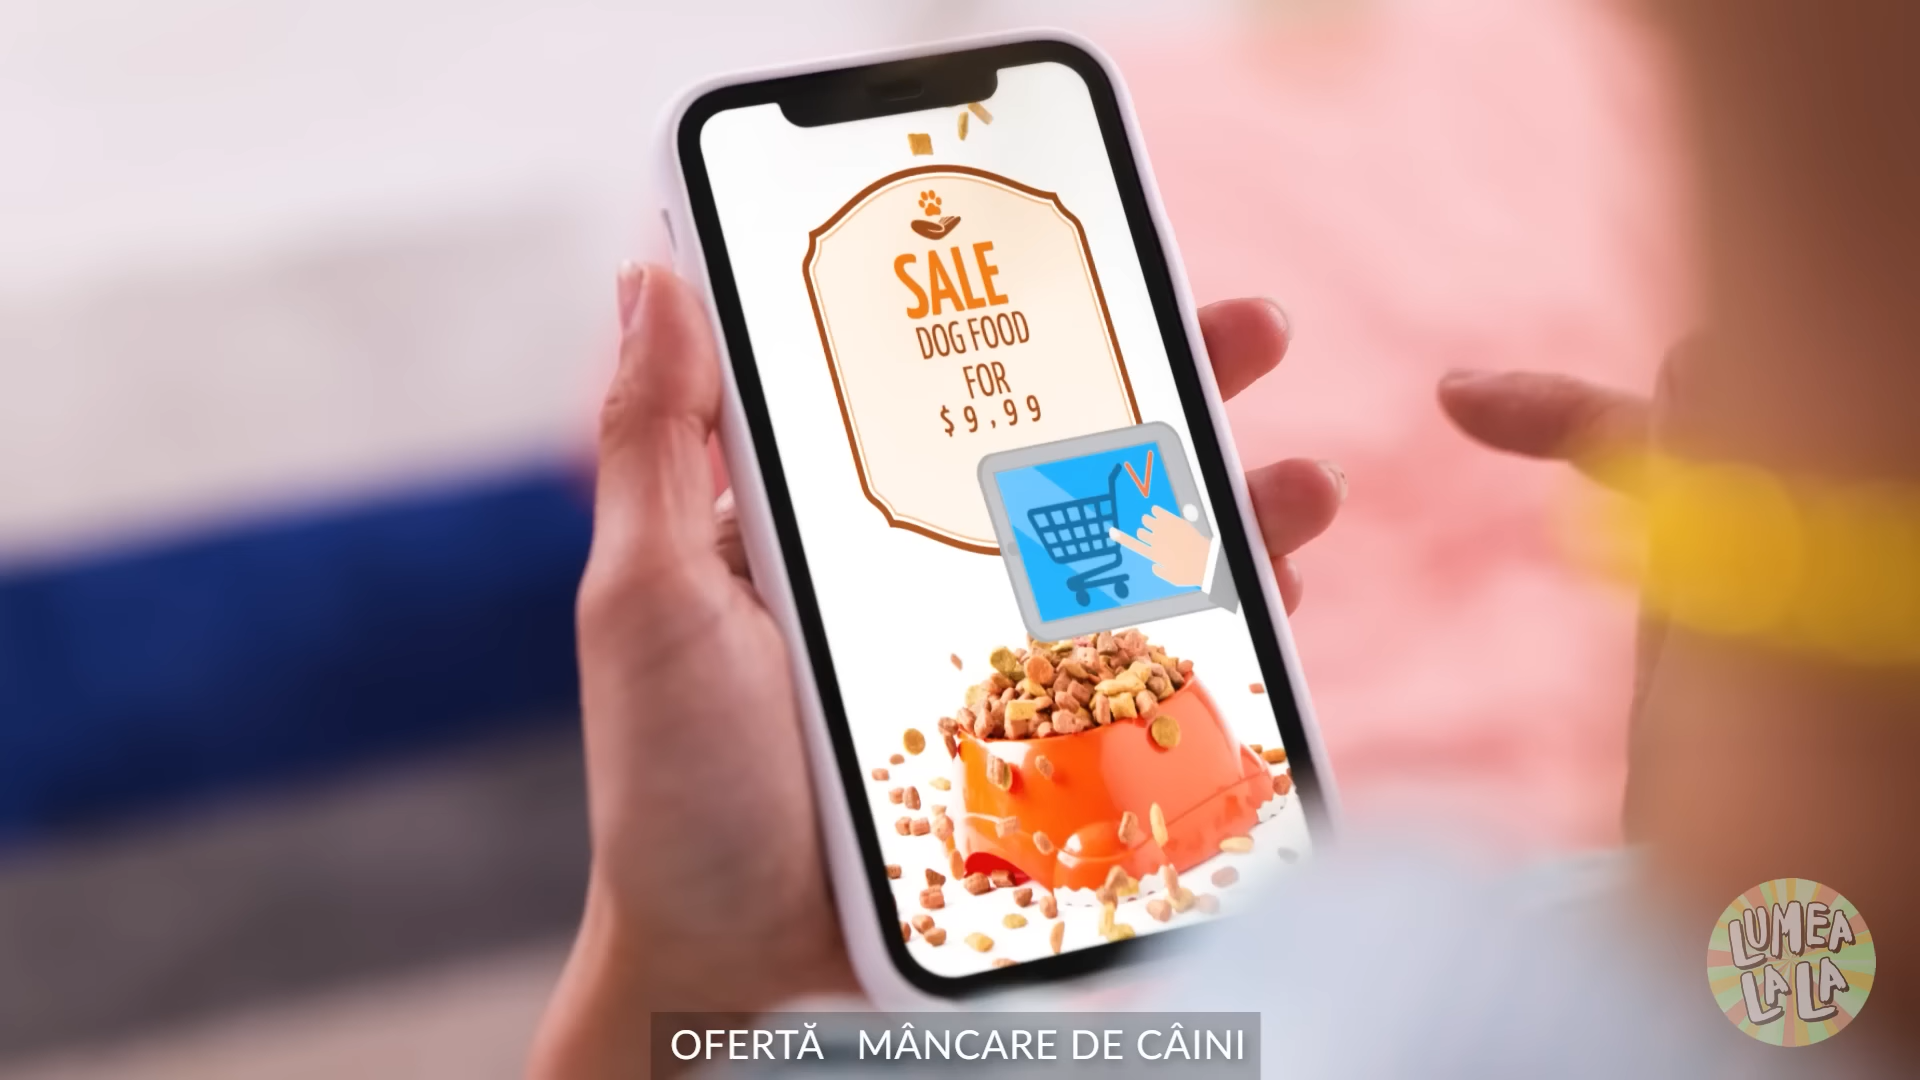 SALE
DOG FOOD
FOR
$9,99
V
OFERTĂ MÂNCARE DE CÂINI
LUMEA
LA LA